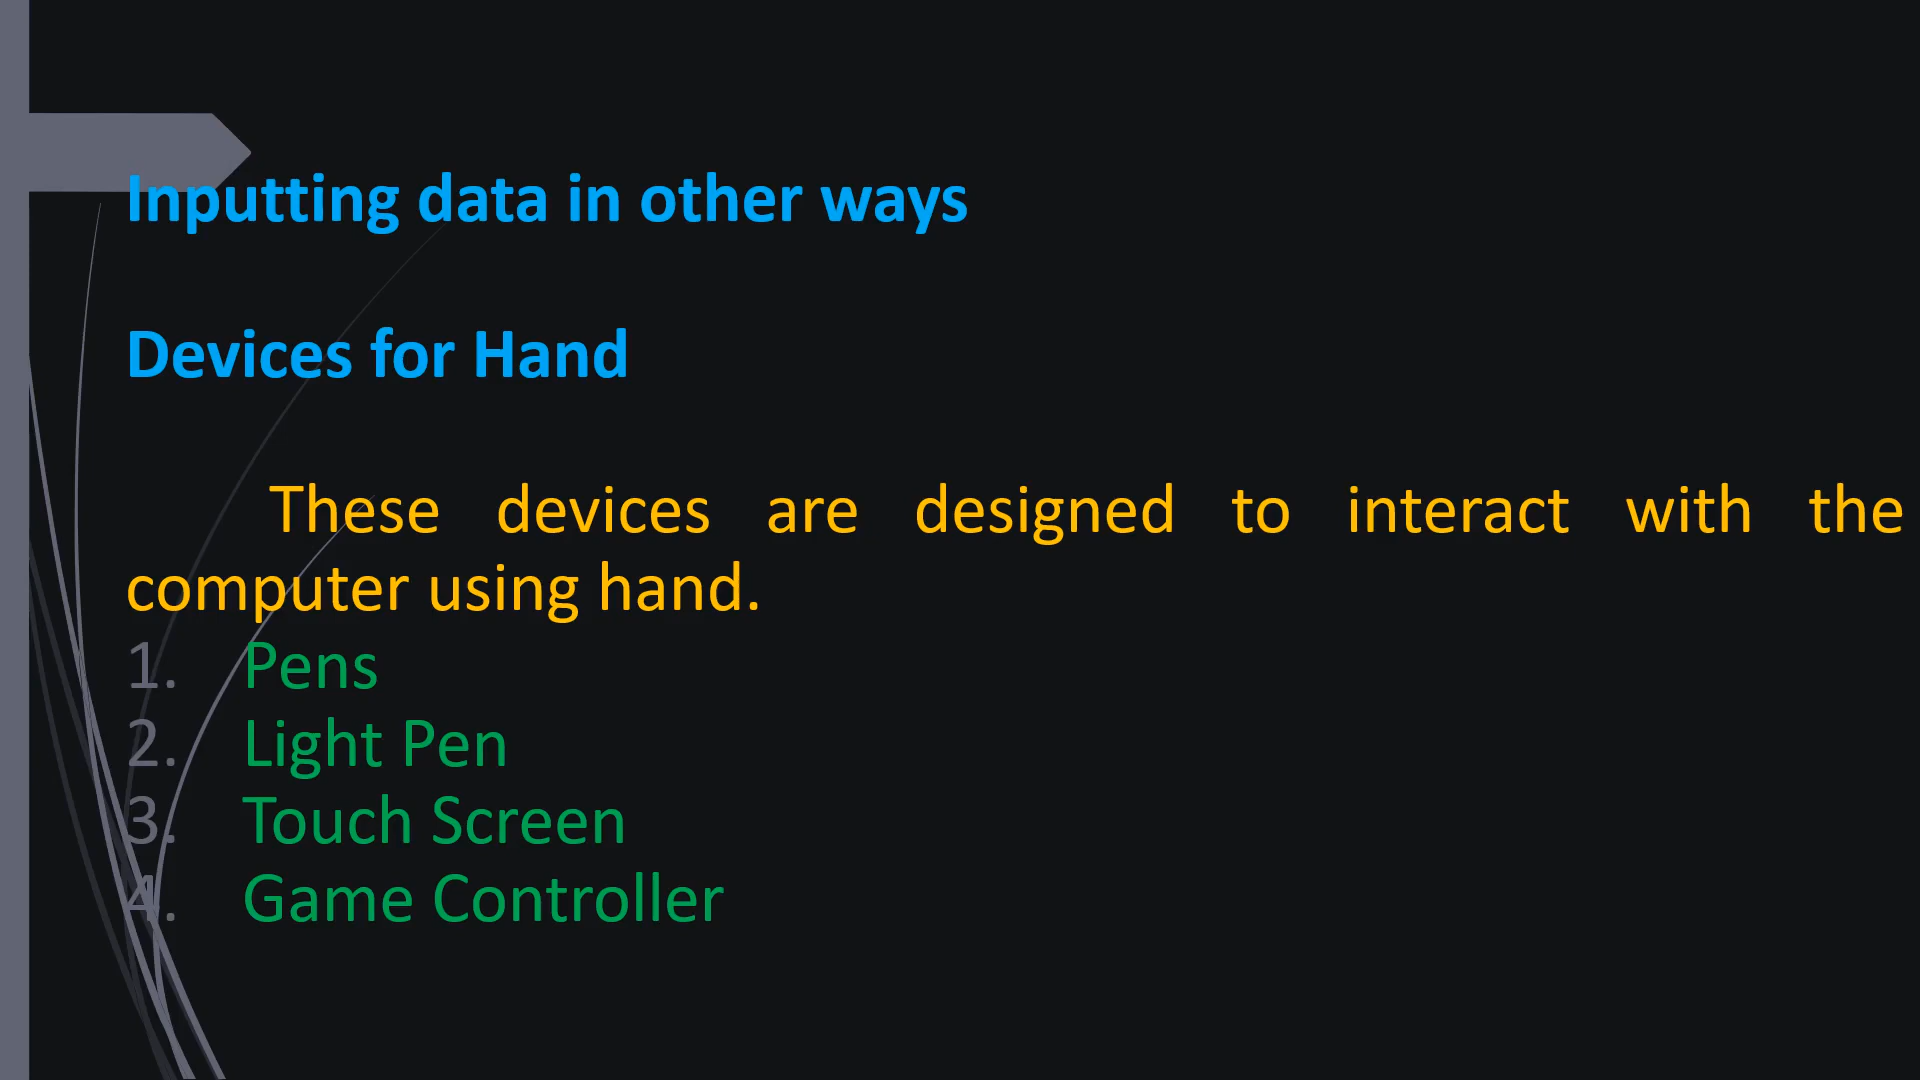 Inputting data in other ways
Devices for Hand
These devices are designed to interact with the
computer using hand.
1. Pens
2. Light Pen
3. Touch Screen
4. Game Controller